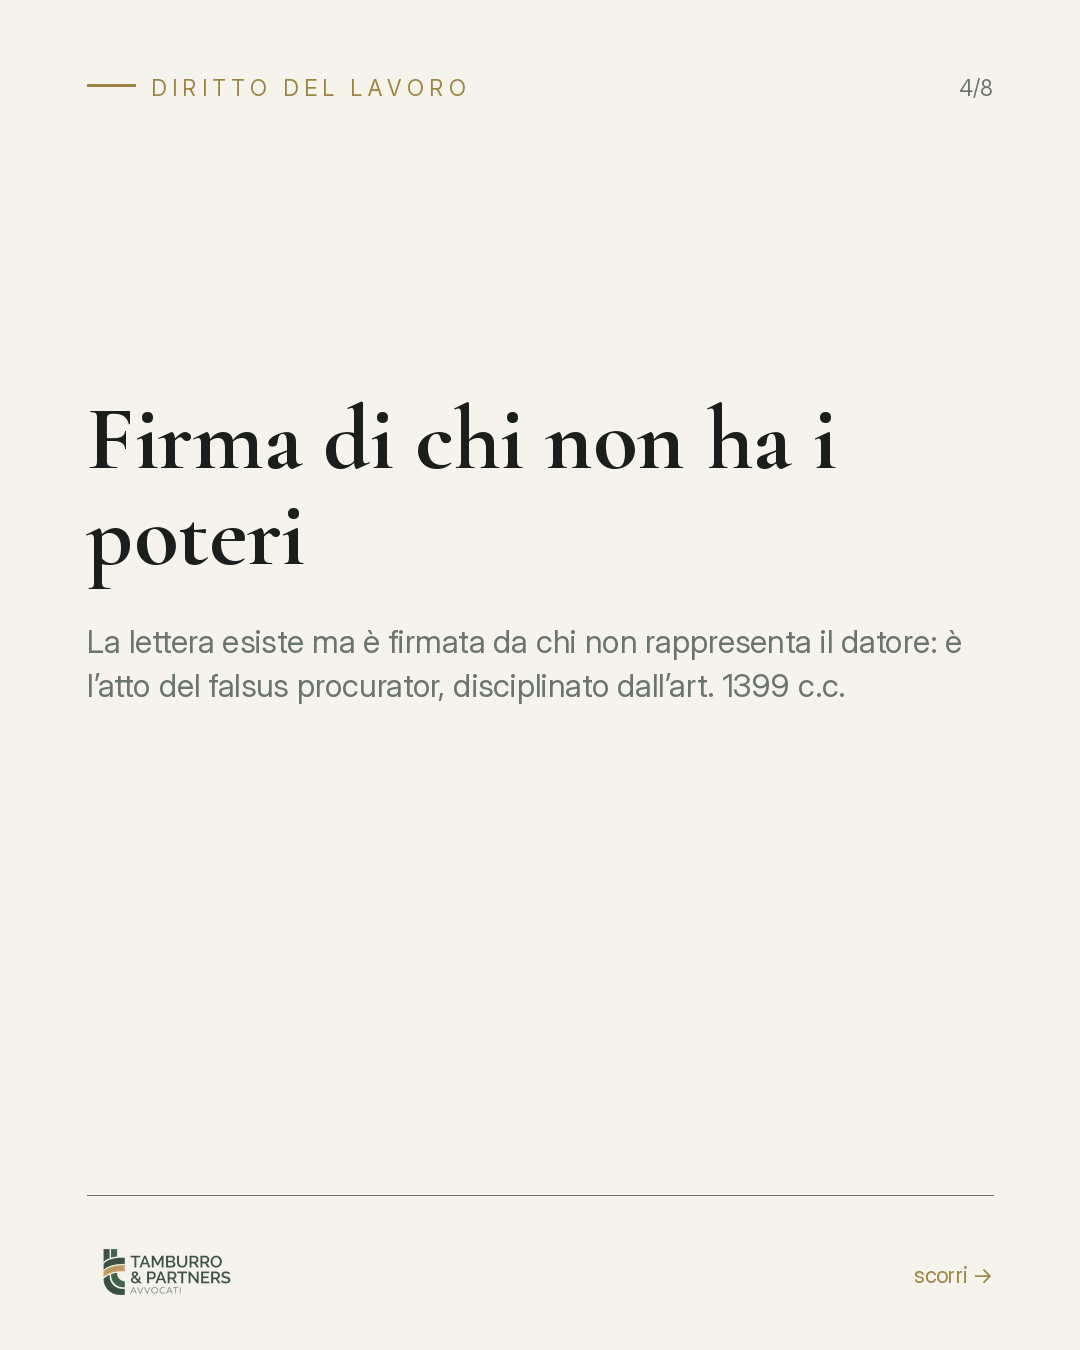 DIRITTO DEL LAVORO
4/8
Firma di chi non ha i
poteri
La lettera esiste ma è firmata da chi non rappresenta il datore: è
l’atto del falsus procurator, disciplinato dall’art. 1399 c.c.
TAMBURRO
& PARTNERS
AVVOCATI
scorri →